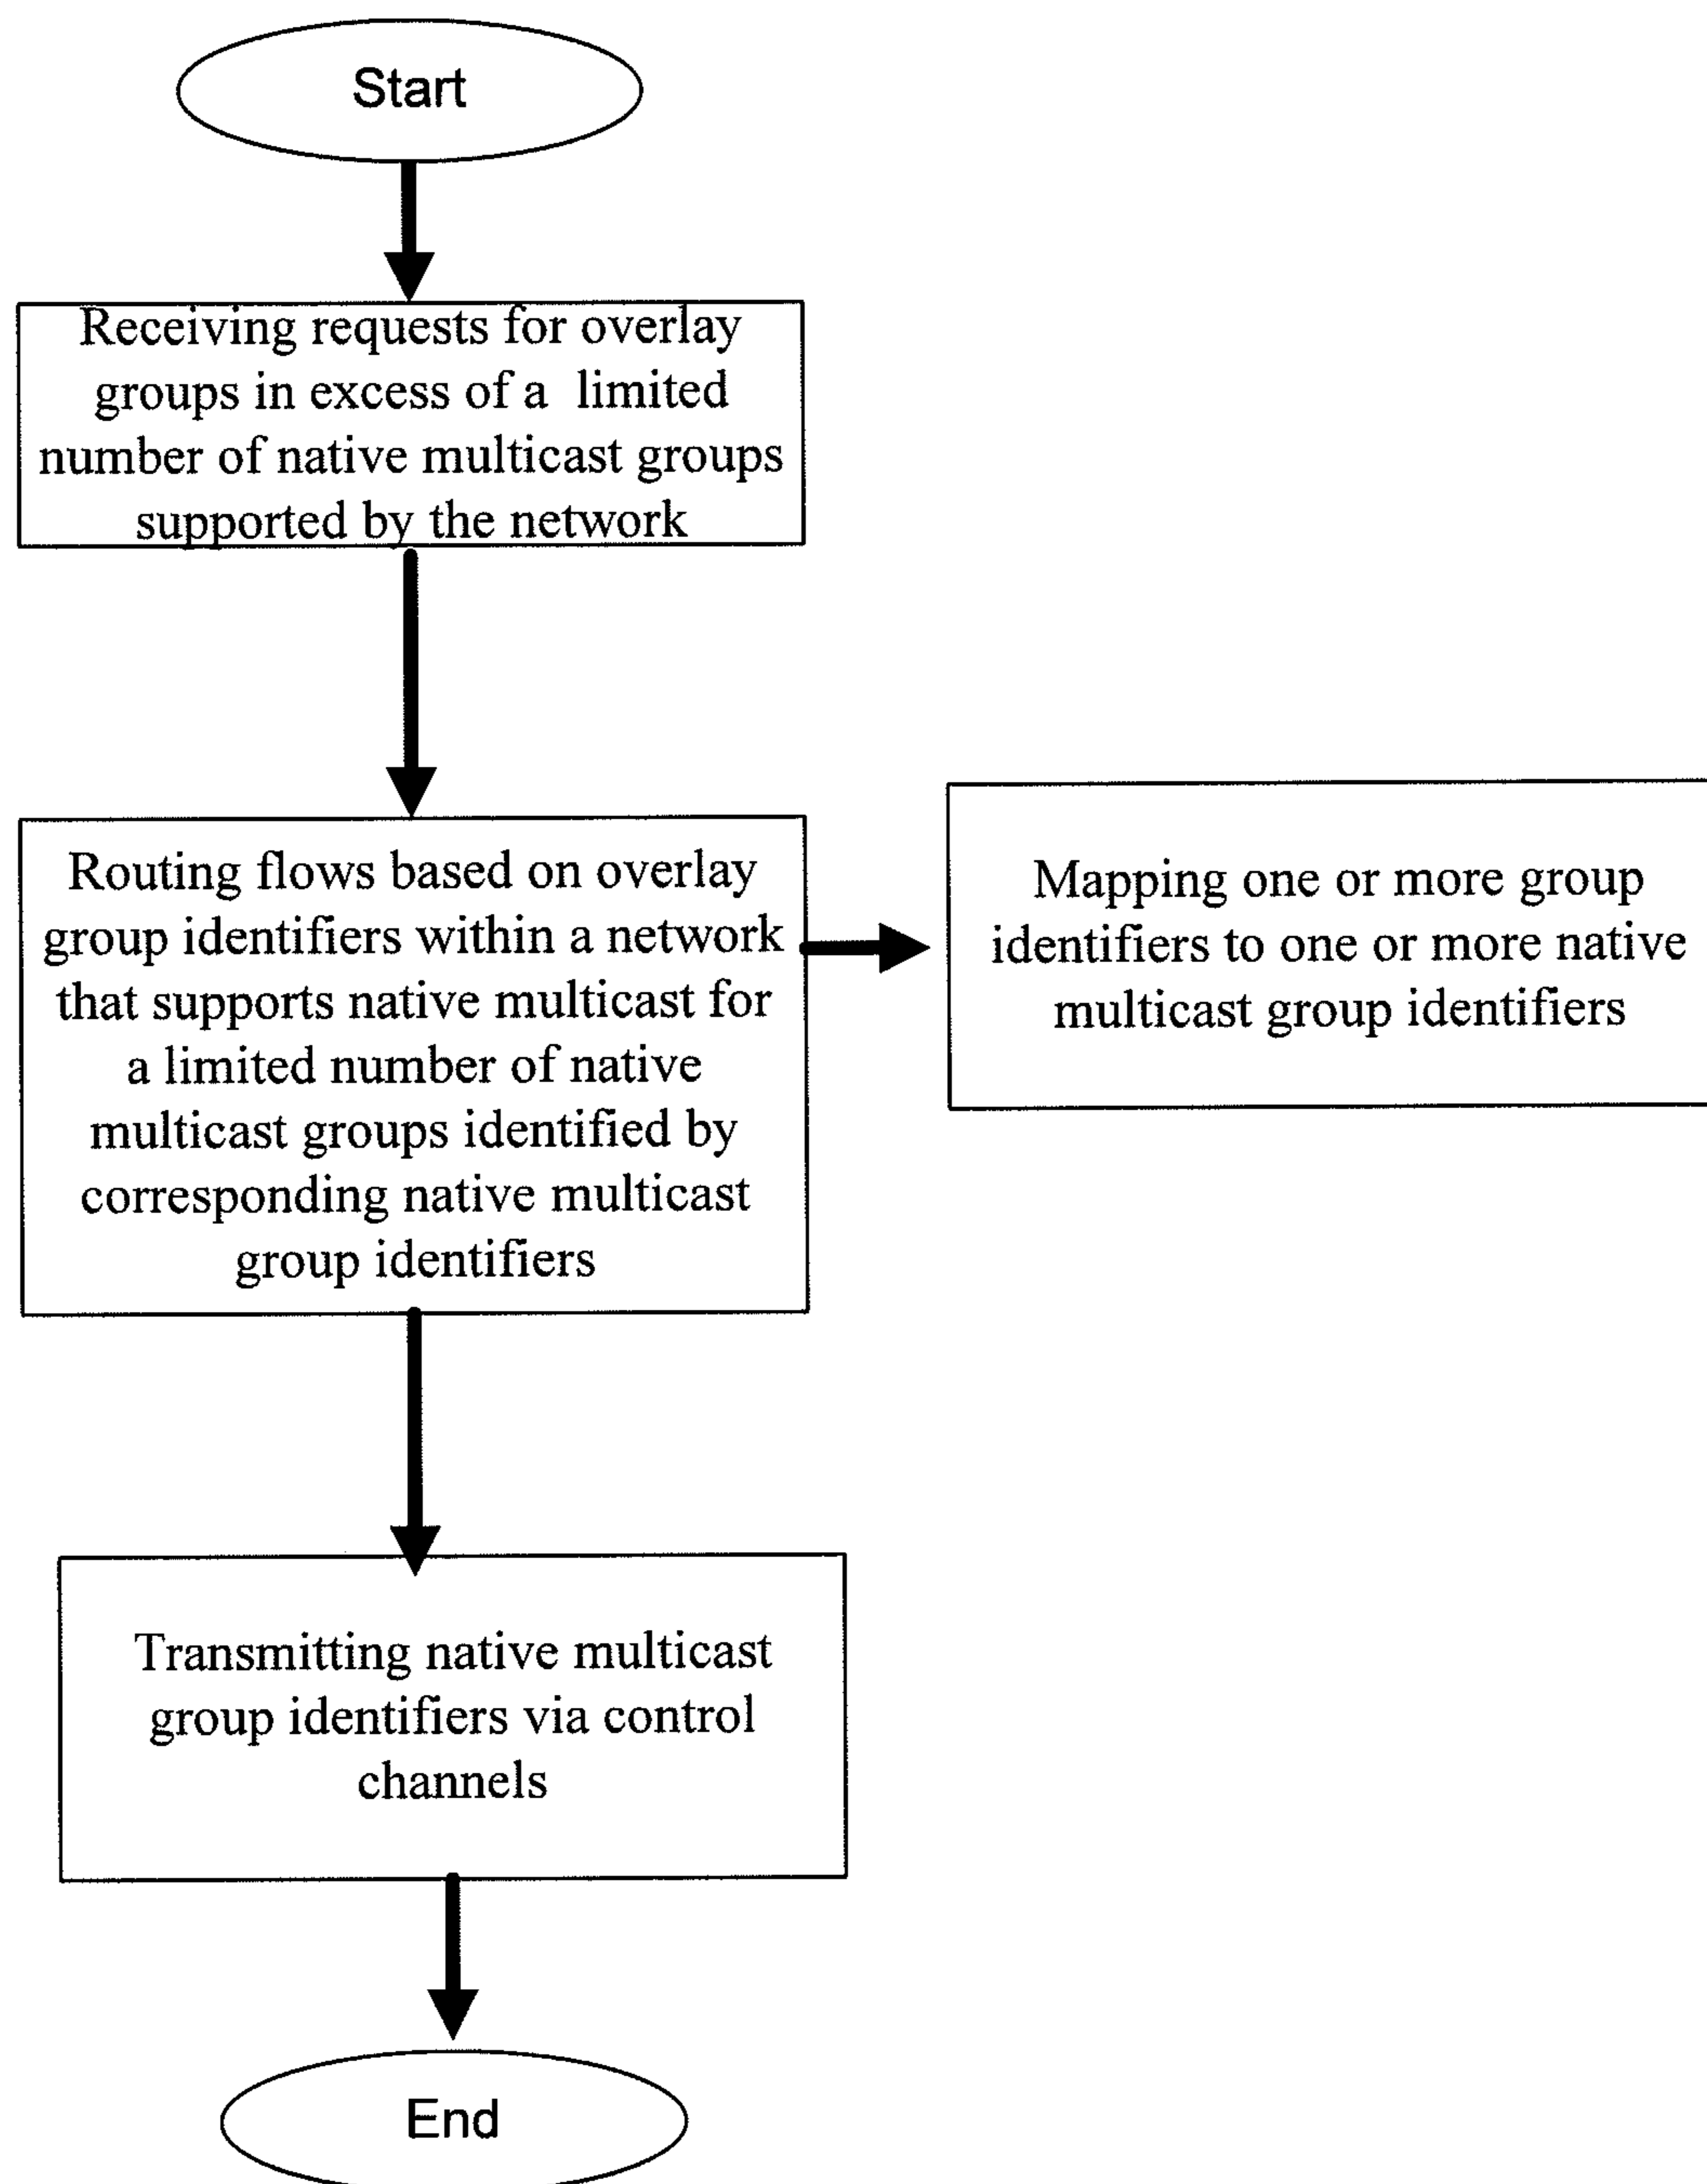 Start
Receiving requests for overlay
groups in excess of a limited
number of native multicast groups
supported by the network
Routing flows based on overlay
group identifiers within a network
that supports native multicast for
a limited number of native
multicast groups identified by
corresponding native multicast
group identifiers
Mapping one or more group
identifiers to one or more native
multicast group identifiers
Transmitting native multicast
group identifiers via control
channels
End